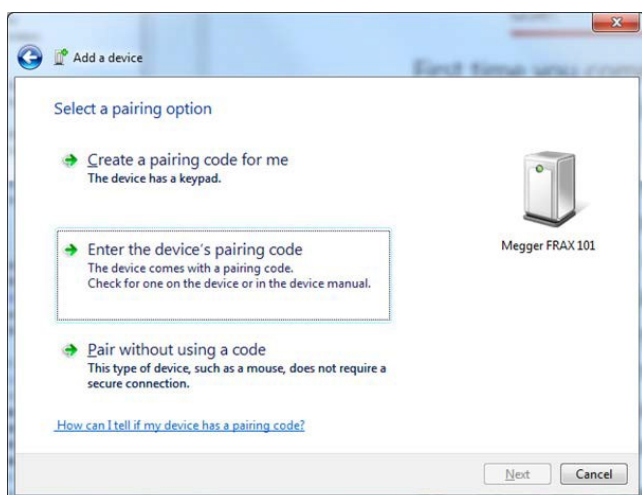 Add a device
Select a pairing option
Create a pairing code for me
The device has a keypad.
Enter the device's pairing code
The device comes with a pairing code.
Check for one on the device or in the device manual.
Megger FRAX 101
Pair without using a code
This type of device, such as a mouse, does not require a
secure connection.
How can I tell if my device has a pairing code?
Next
Cancel